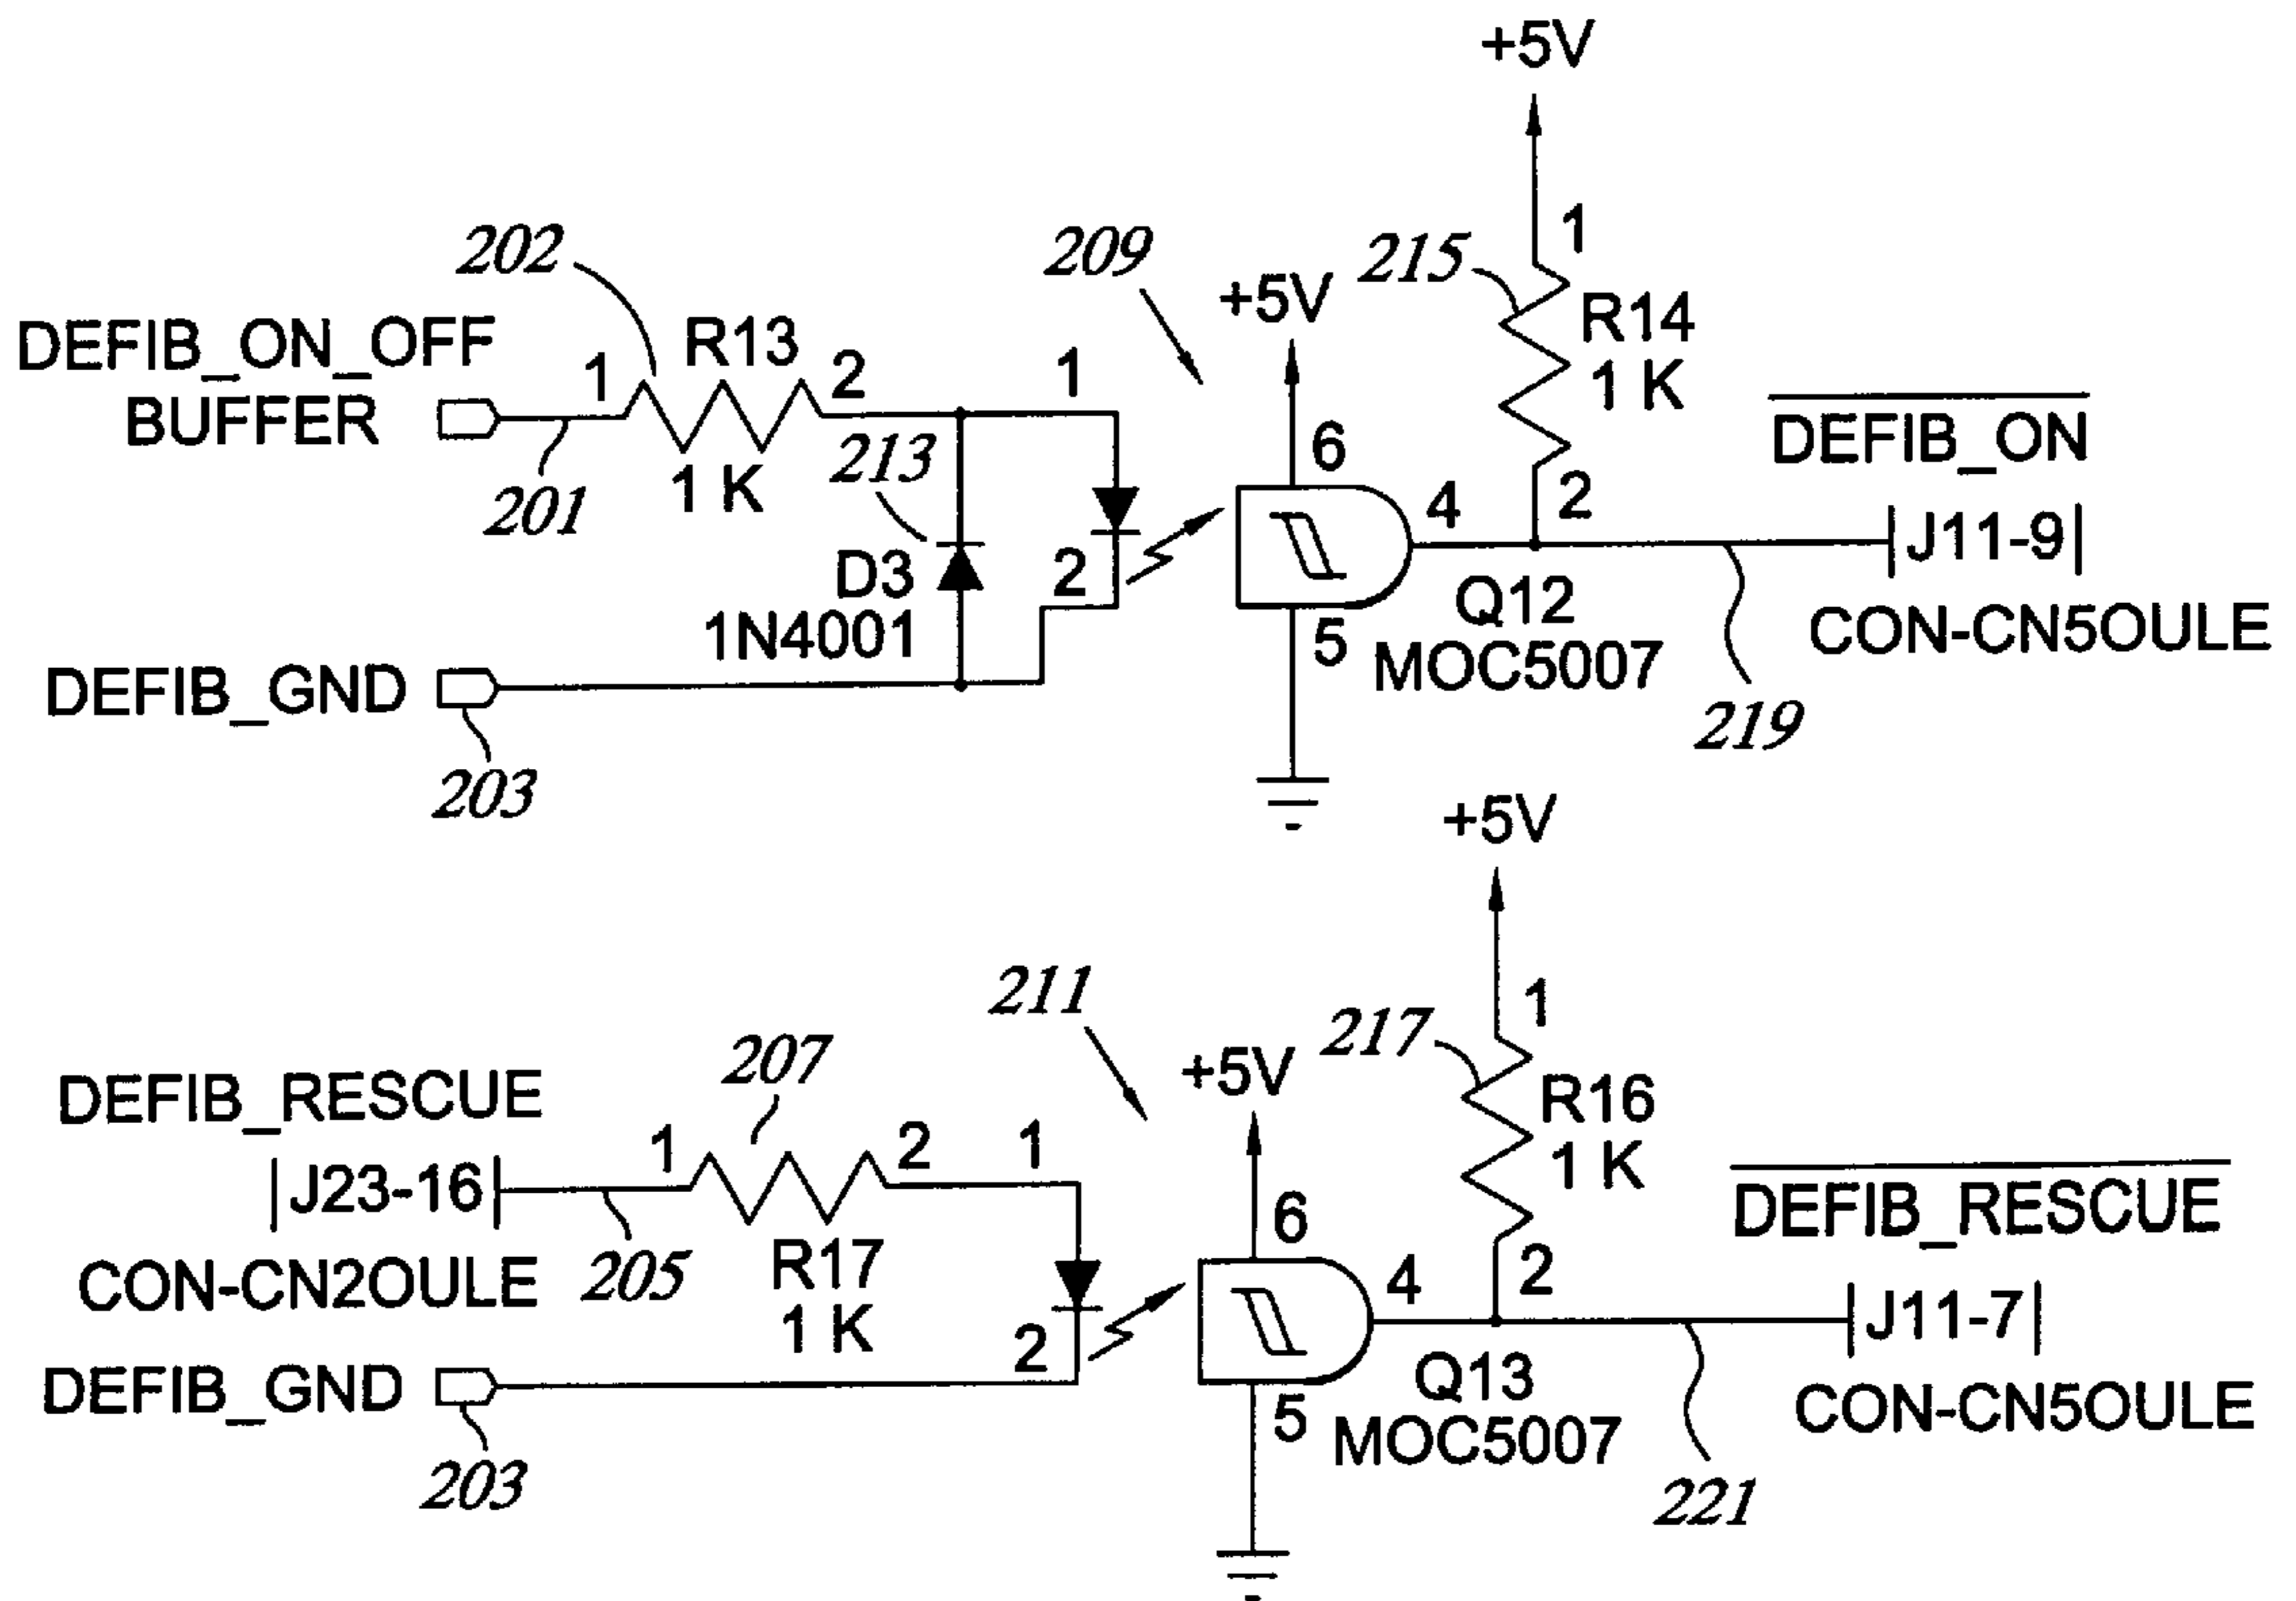 +5V
1
202
209
215
+5V
R14
1 K
DEFIB_ON_OFF
BUFFER
1
R13
2
1
DEFIB_ON
6
213
1 K
201
4
2
J11-9
D3
1N4001
2
Q12
MOC5007
5
CON-CN5OULE
DEFIB_GND
219
203
+5V
211
1
217
+5V
207
R16
1 K
DEFIB_RESCUE
1
2
1
J23-16
6
DEFIB_RESCUE
CON-CN2OULE
205
R17
1 K
4
2
J11-7
2
Q13
MOC5007
5
DEFIB_GND
CON-CN5OULE
203
221